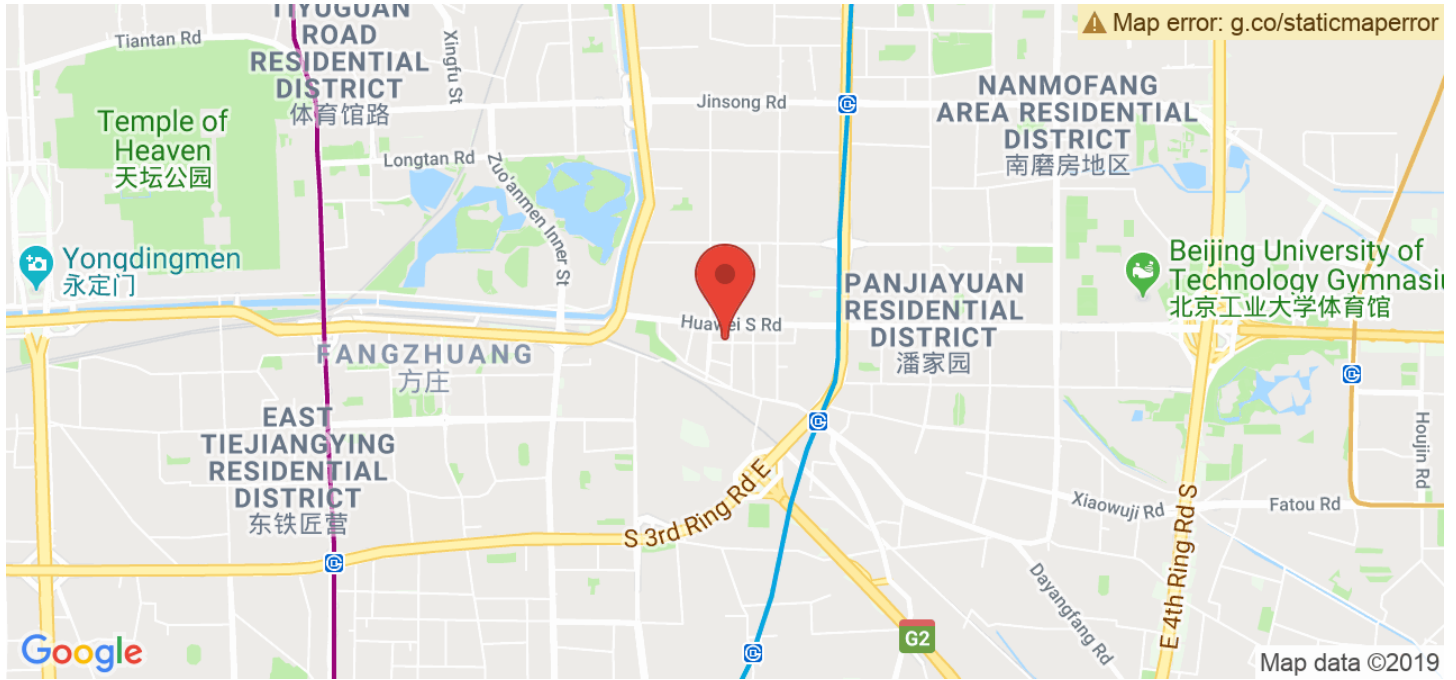 TIYUGUAN
ROAD
RESIDENTIAL
DISTRICT
体育馆路
Tiantan Rd
Xingfu St
Map error: g.co/staticmaperror
Jinsong Rd
NANMOFANG
AREA RESIDENTIAL
DISTRICT
南磨房地区
Temple of
Heaven
天坛公园
Longtan Rd
Zuo'anmen Inner St
Yongdingmen
永定门
Beijing University of
Technology Gymnasiu
北京工业大学体育馆
PANJIAYUAN
RESIDENTIAL
DISTRICT
潘家园
Huawei S Rd
FANGZHUANG
方庄
EAST
TIEJIANGYING
RESIDENTIAL
DISTRICT
东铁匠营
Houjin Rd
S 3rd Ring Rd E
Xiaowuji Rd
Fatou Rd
E 4th Ring Rd S
Dayangfang Rd
G2
Google
Map data ©2019